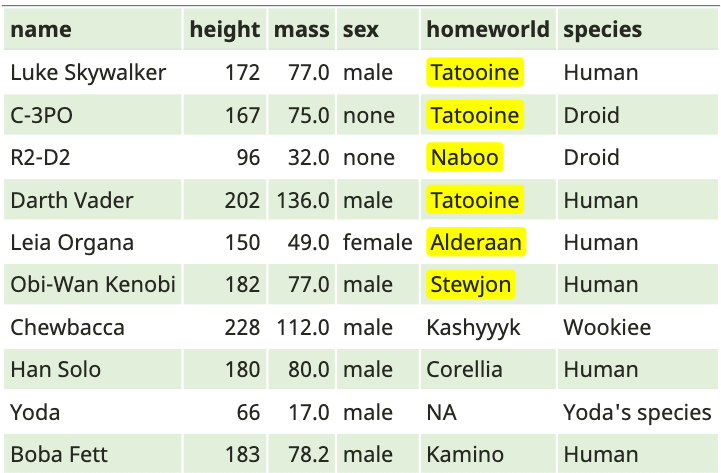 name height mass sex homeworld species
Luke Skywalker 172 77.0 male Tatooine Human
C-3PO 167 75.0 none Tatooine Droid
R2-D2 96 32.0 none Naboo Droid
Darth Vader 202 136.0 male Tatooine Human
Leia Organa 150 49.0 female Alderaan Human
Obi-Wan Kenobi 182 77.0 male Stewjon Human
Chewbacca 228 112.0 male Kashyyyk Wookiee
Han Solo 180 80.0 male Corellia Human
Yoda 66 17.0 male NA Yoda's species
Boba Fett 183 78.2 male Kamino Human